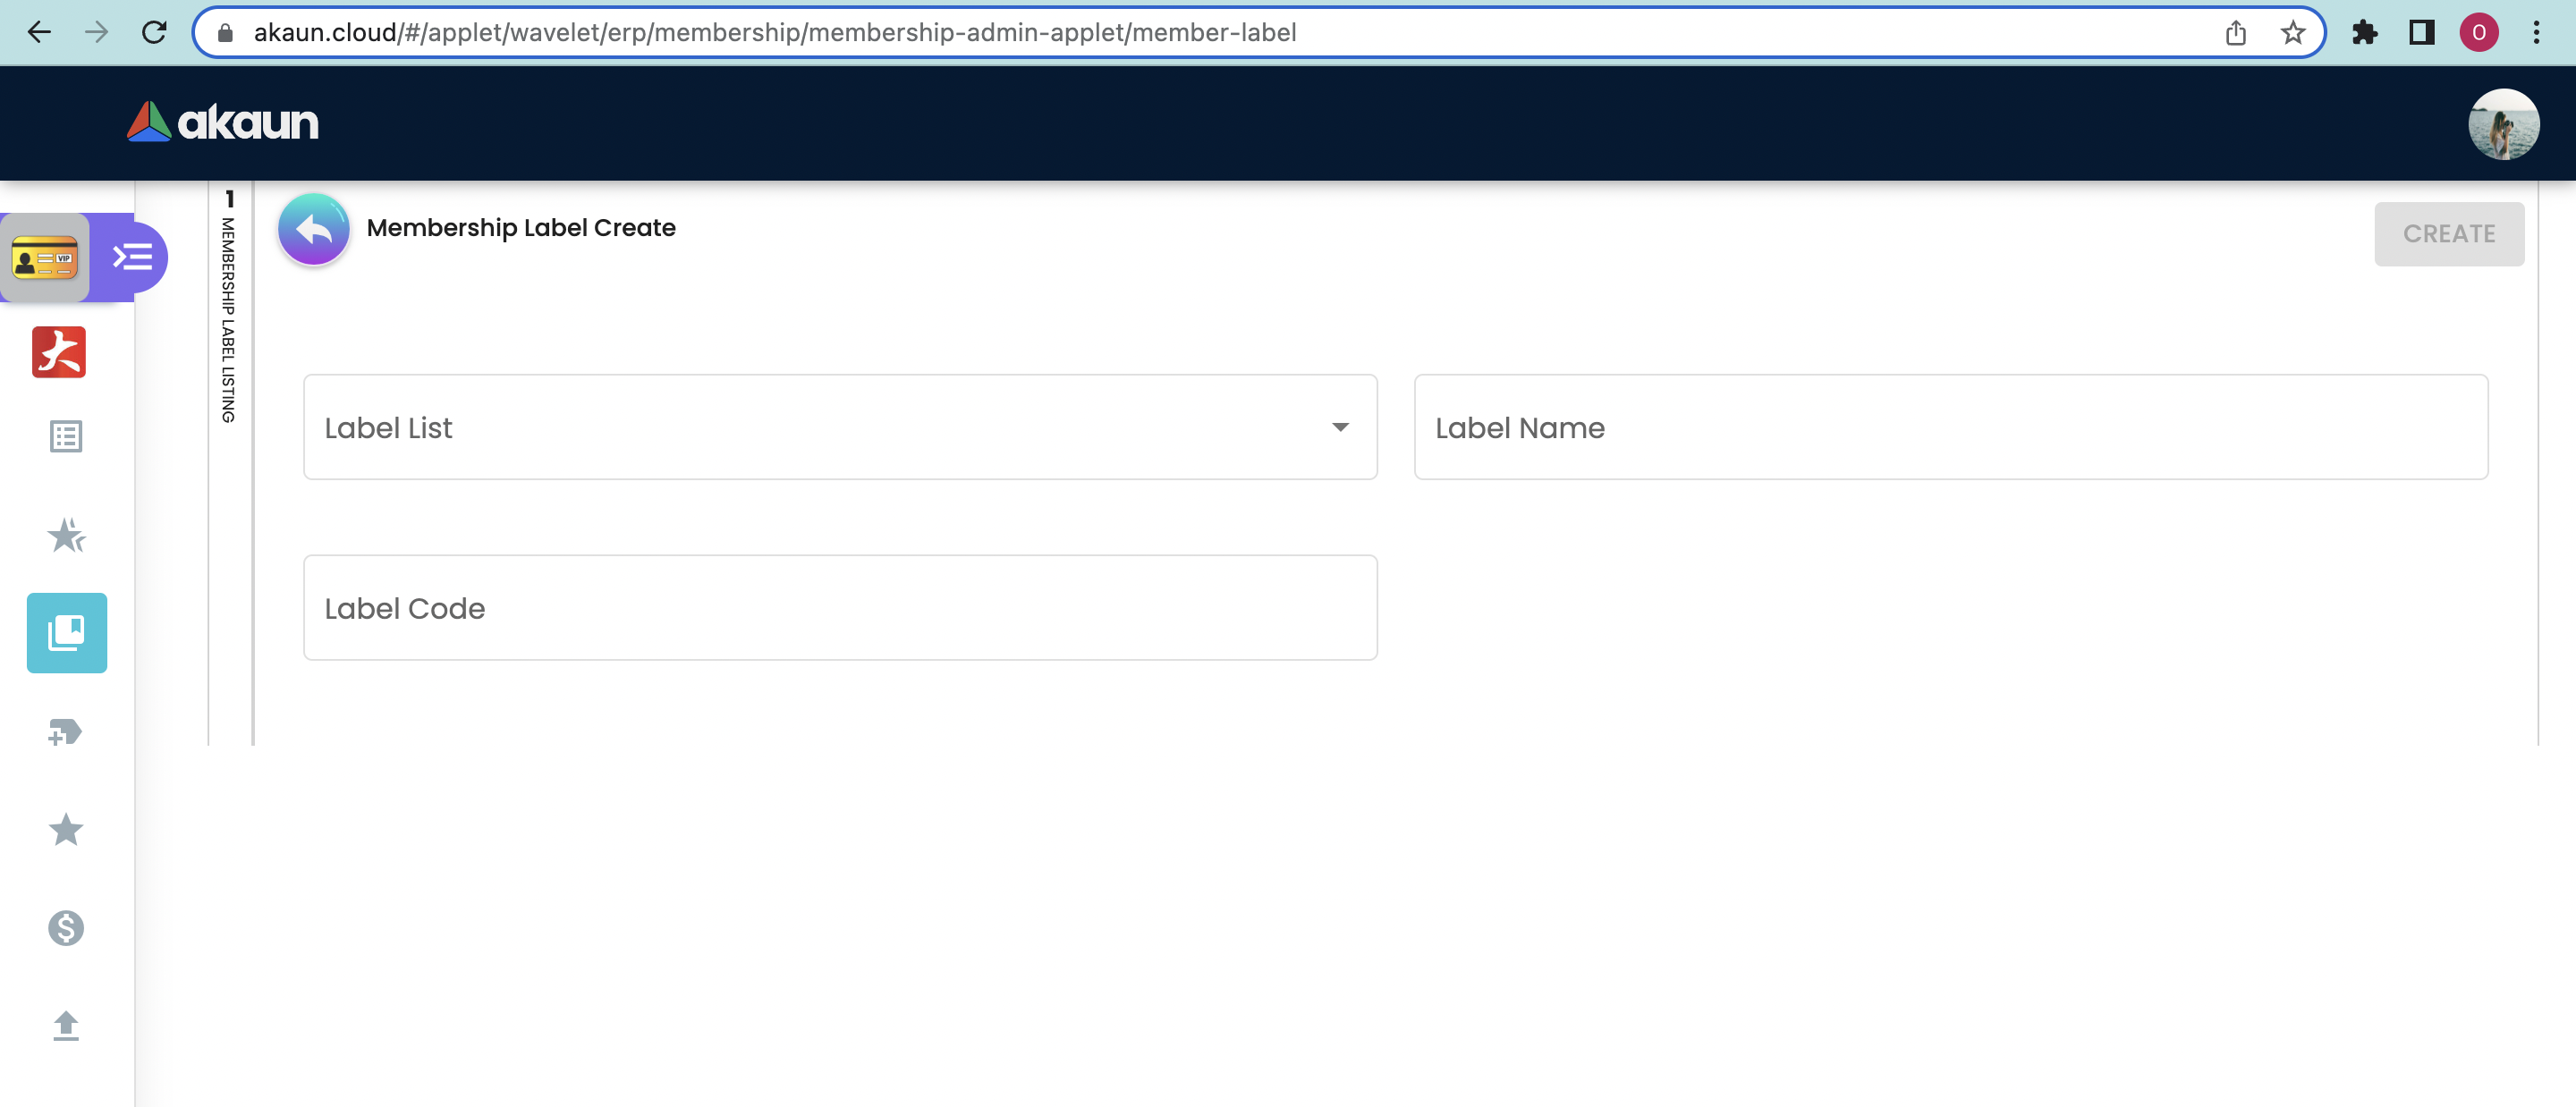 akaun.cloud/#/applet/wavelet/erp/membership/membership-admin-applet/member-label
O
akaun
VIP
1
MEMBERSHIP LABEL LISTING
Membership Label Create
CREATE
Label List
Label Name
Label Code